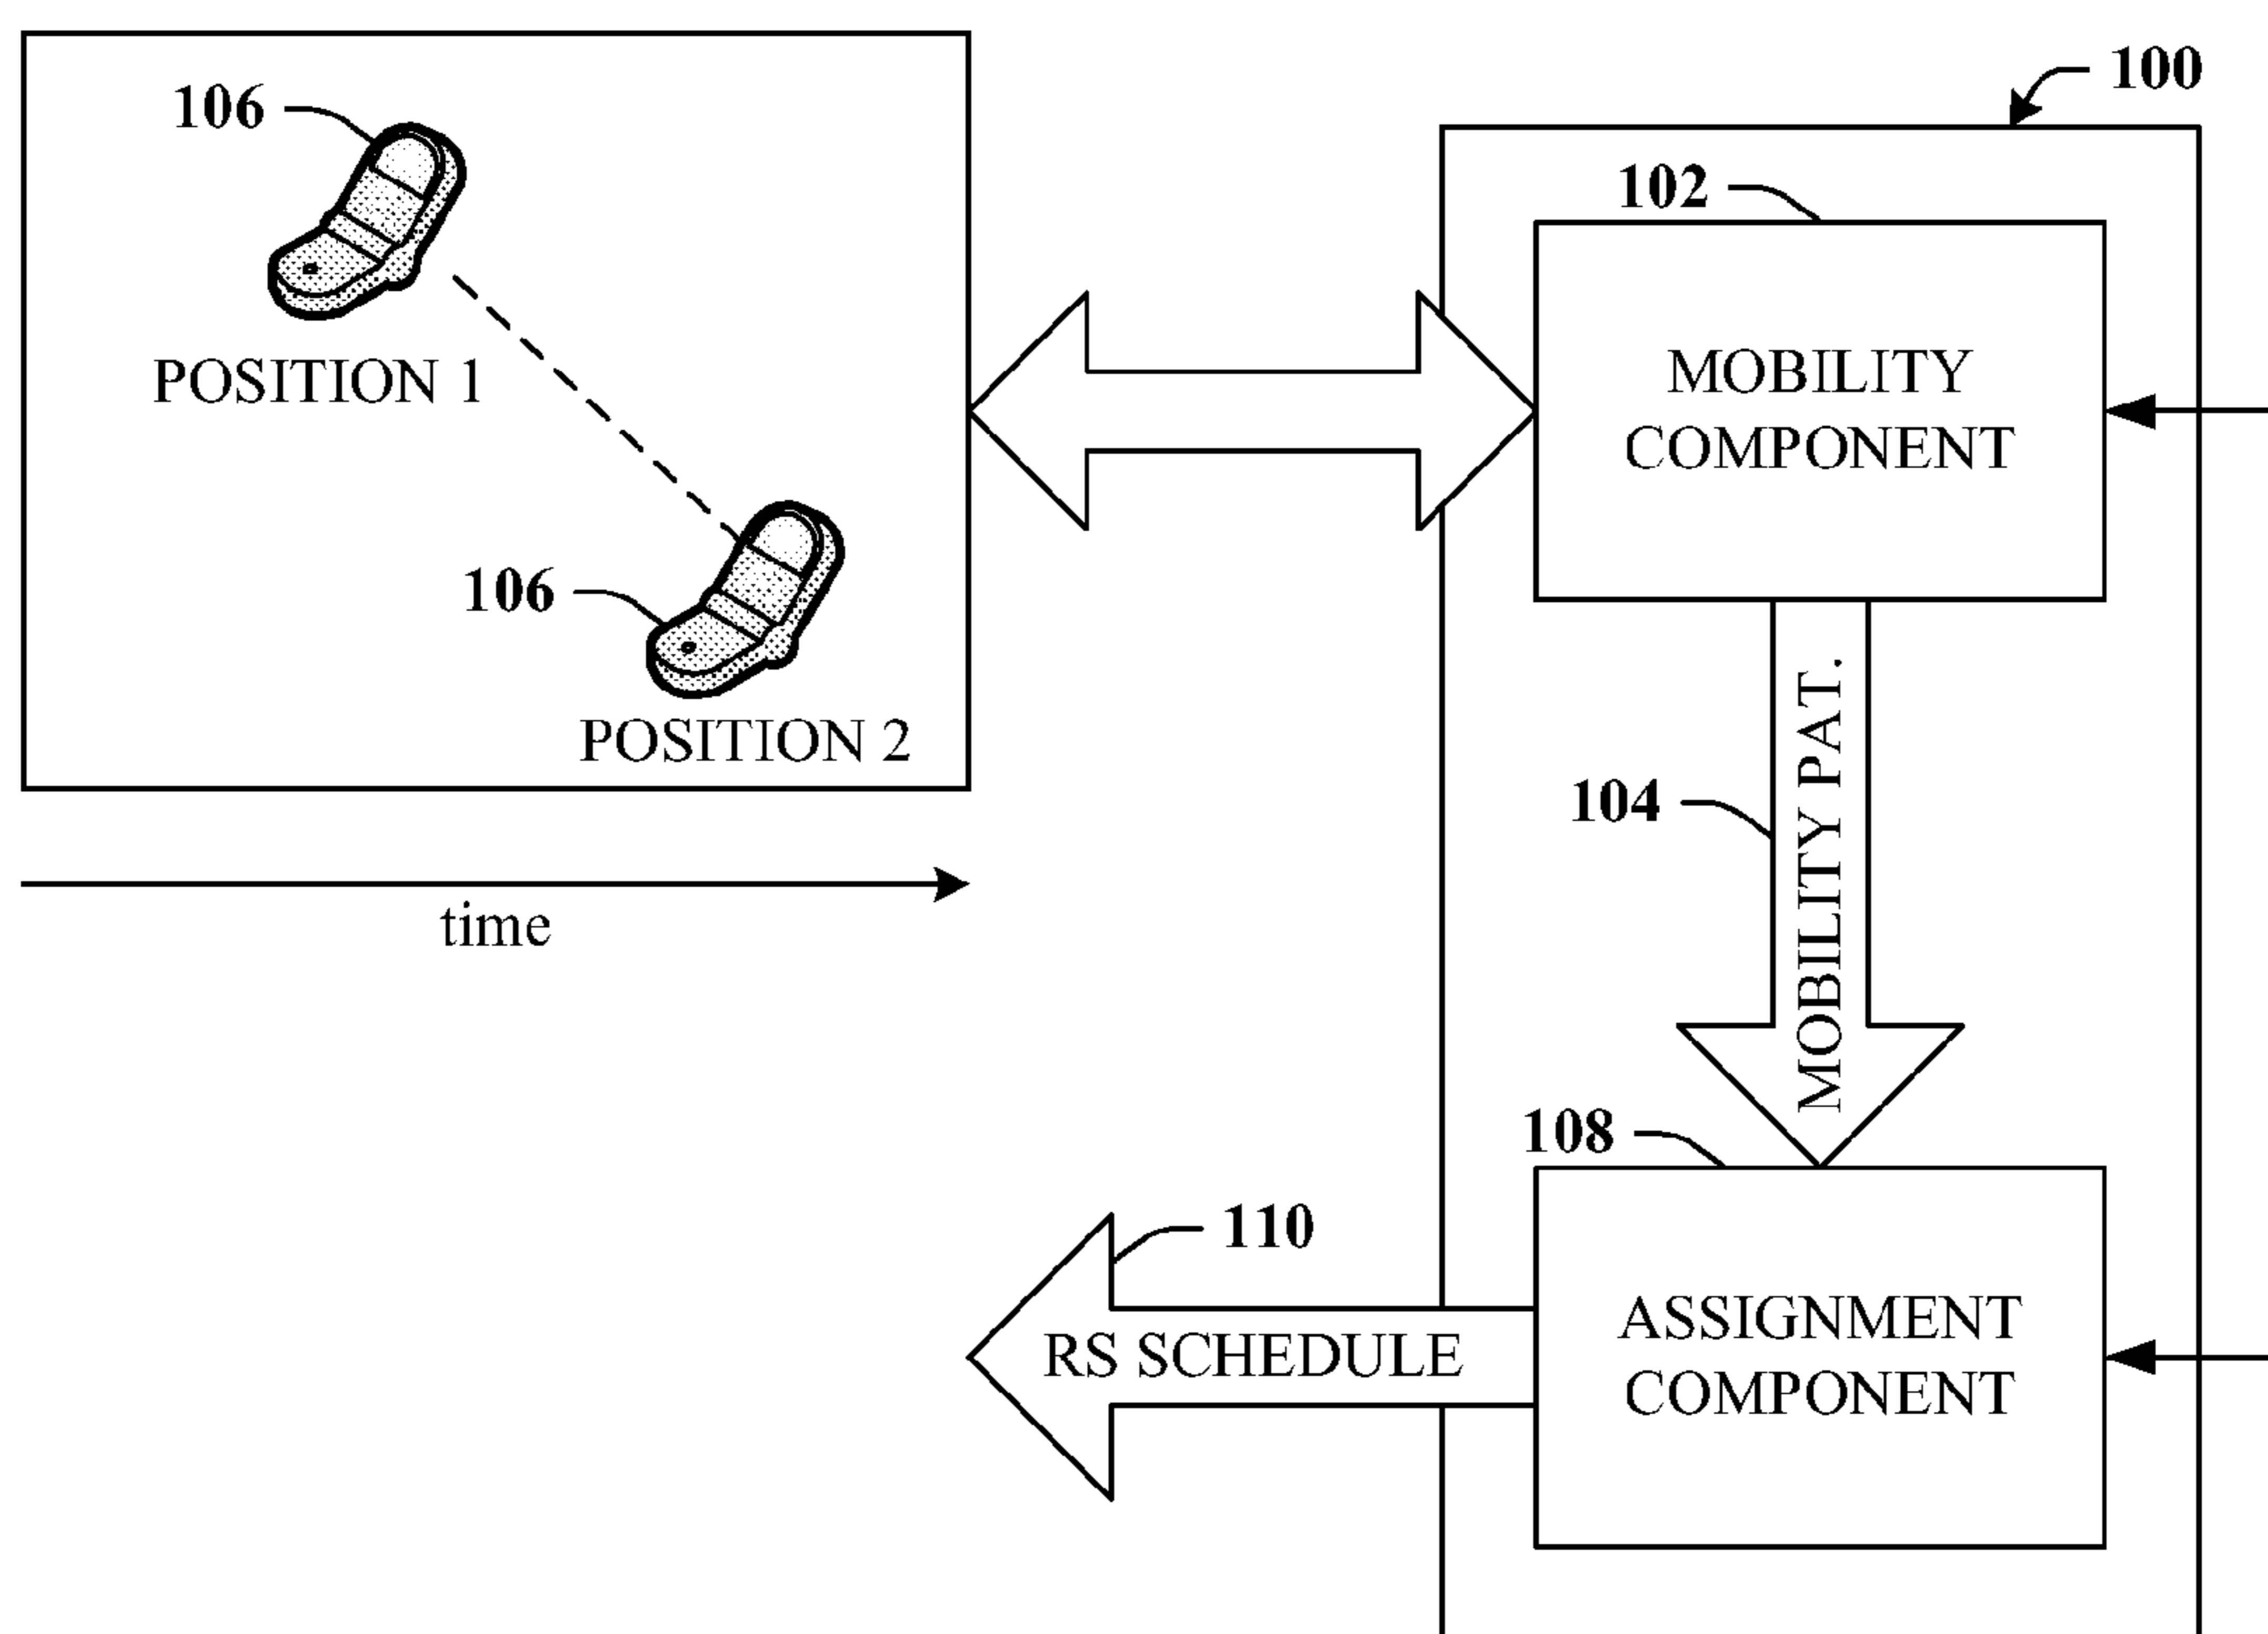 106
POSITION 1
106
POSITION 2
time
100
102
MOBILITY
COMPONENT
104
MOBILITY PAT.
108
ASSIGNMENT
COMPONENT
110
RS SCHEDULE